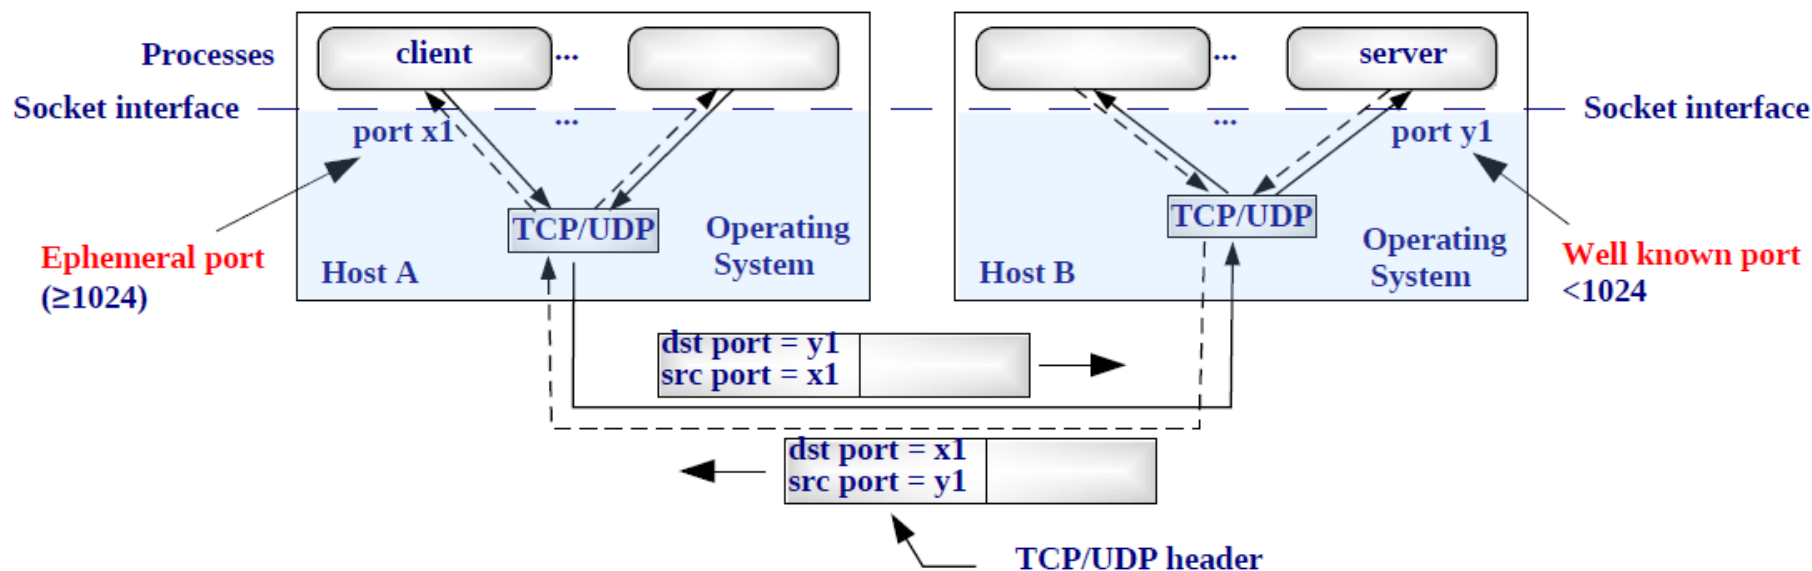 Processes
client
...
...
server
Socket interface
Socket interface
port x1
...
...
port y1
TCP/UDP
TCP/UDP
Operating
System
Operating
System
Ephemeral port
(≥1024)
Host A
Host B
Well known port
<1024
dst port = y1
src port = x1
dst port = x1
src port = y1
TCP/UDP header